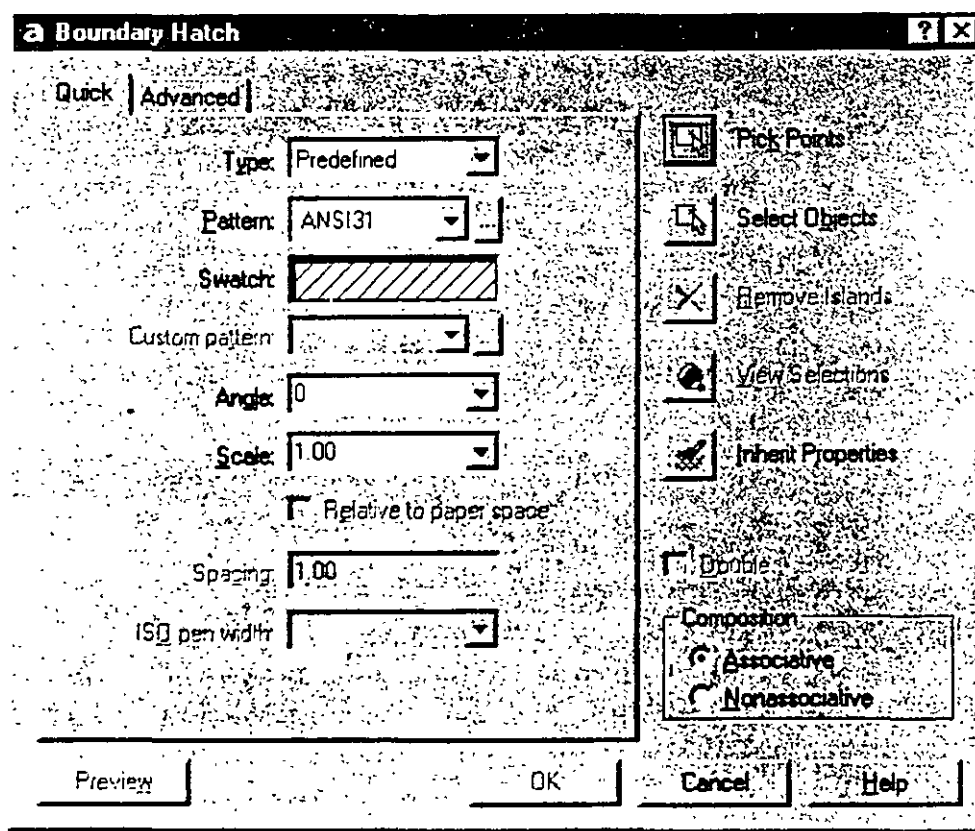 a Boundary Hatch ? X
Quick Advanced
Type: Predefined
Pattern: ANSI31 ...
Swatch:
Custom pattern:
Angle: 0
Scale: 1.00
Relative to paper space
Spacing: 1.00
ISO pen width:
Pick Points
Select Objects
Remove Islands
View Selections
Inherit Properties
Double
Composition
Associative
Nonassociative
Preview OK Cancel Help